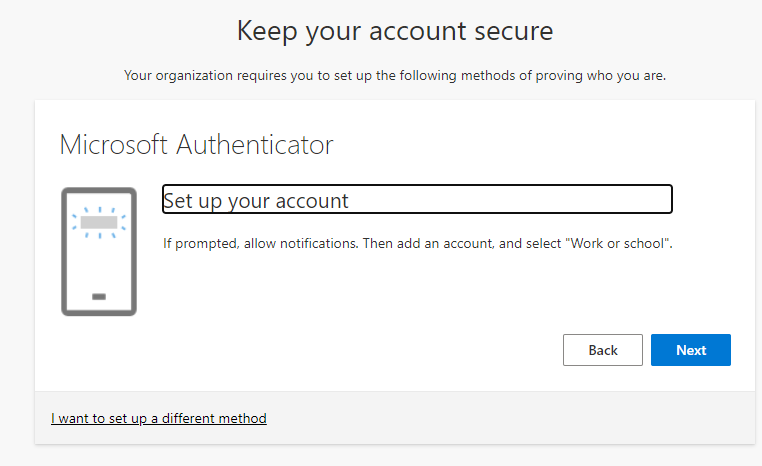 Keep your account secure
Your organization requires you to set up the following methods of proving who you are.
Microsoft Authenticator
Set up your account
If prompted, allow notifications. Then add an account, and select "Work or school".
Back
Next
I want to set up a different method